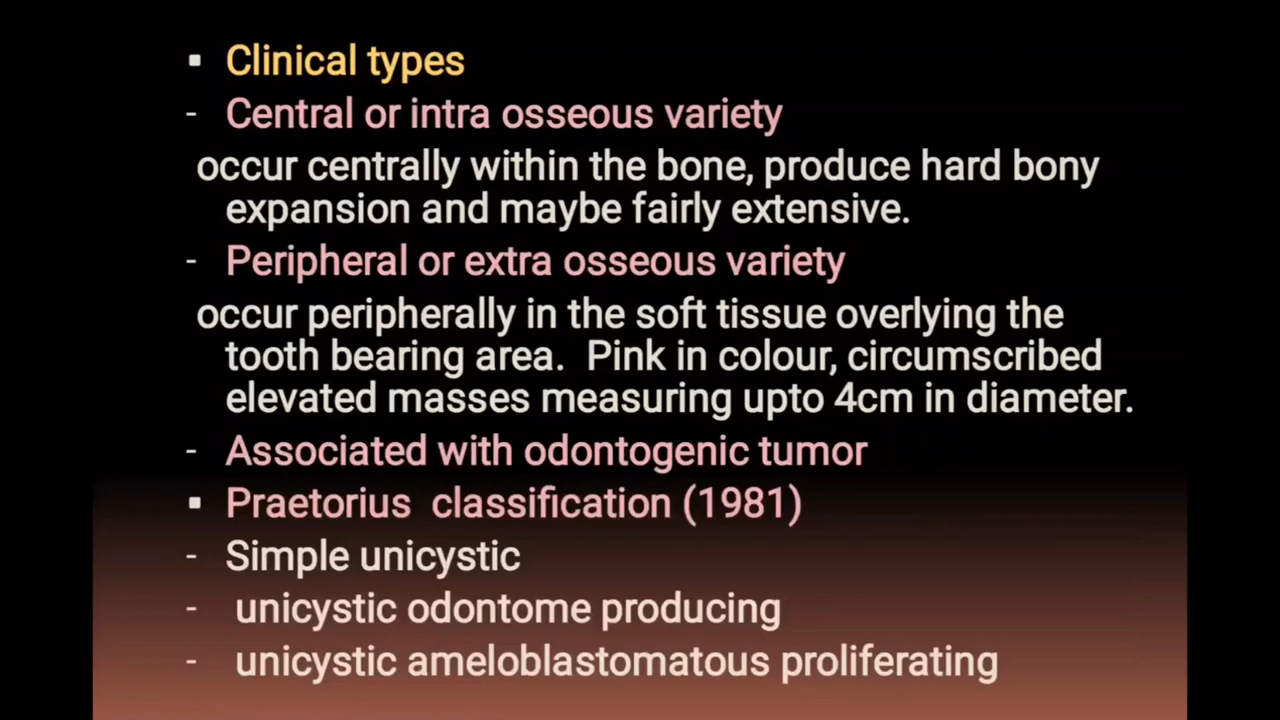 ▪ Clinical types
- Central or intra osseous variety
occur centrally within the bone, produce hard bony
expansion and maybe fairly extensive.
- Peripheral or extra osseous variety
occur peripherally in the soft tissue overlying the
tooth bearing area. Pink in colour, circumscribed
elevated masses measuring upto 4cm in diameter.
- Associated with odontogenic tumor
▪ Praetorius classification (1981)
- Simple unicystic
- unicystic odontome producing
- unicystic ameloblastomatous proliferating